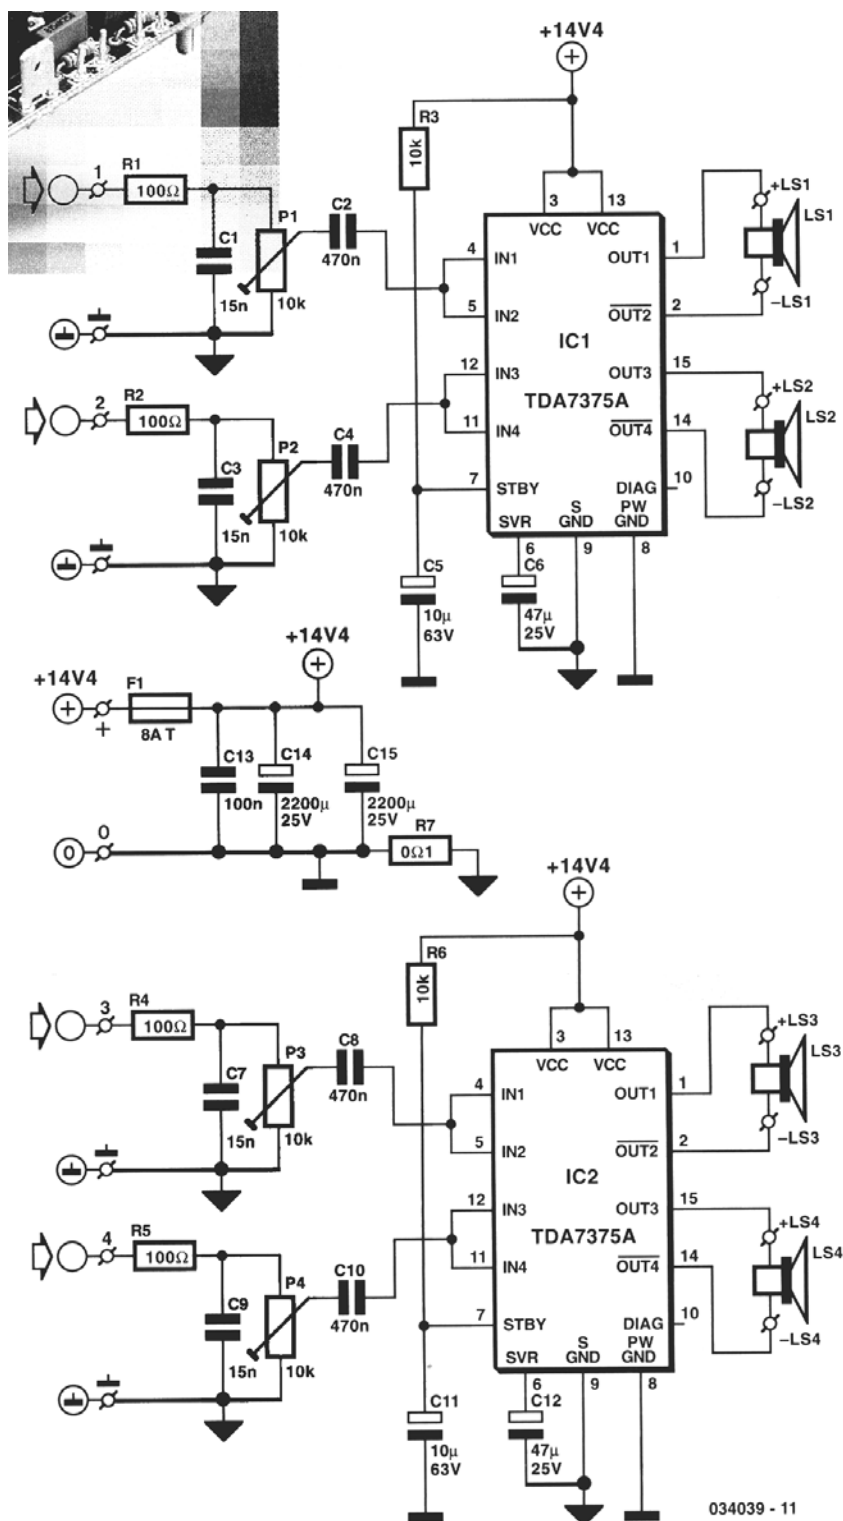 +14V4
R3
10k
1
R1
100Ω
P1
C2
470n
C1
15n
10k
3
13
VCC
VCC
4
IN1
5
IN2
OUT1
1
OUT2
2
+LS1
LS1
–LS1
IC1
TDA7375A
12
IN3
11
IN4
OUT3
15
OUT4
14
+LS2
LS2
–LS2
2
R2
100Ω
P2
C4
470n
C3
15n
10k
7
STBY
DIAG
10
SVR
S
GND
PW
GND
6
9
8
C5
10µ
63V
C6
47µ
25V
+14V4
+14V4
F1
+
+
8A T
C13
100n
C14
2200µ
25V
C15
2200µ
25V
0
0
R7
0Ω1
+14V4
R6
10k
3
R4
100Ω
P3
C8
470n
C7
15n
10k
3
13
VCC
VCC
4
IN1
5
IN2
OUT1
1
OUT2
2
+LS3
LS3
–LS3
IC2
TDA7375A
12
IN3
11
IN4
OUT3
15
OUT4
14
+LS4
LS4
–LS4
4
R5
100Ω
P4
C10
470n
C9
15n
10k
7
STBY
DIAG
10
SVR
S
GND
PW
GND
6
9
8
C11
10µ
63V
C12
47µ
25V
034039 - 11